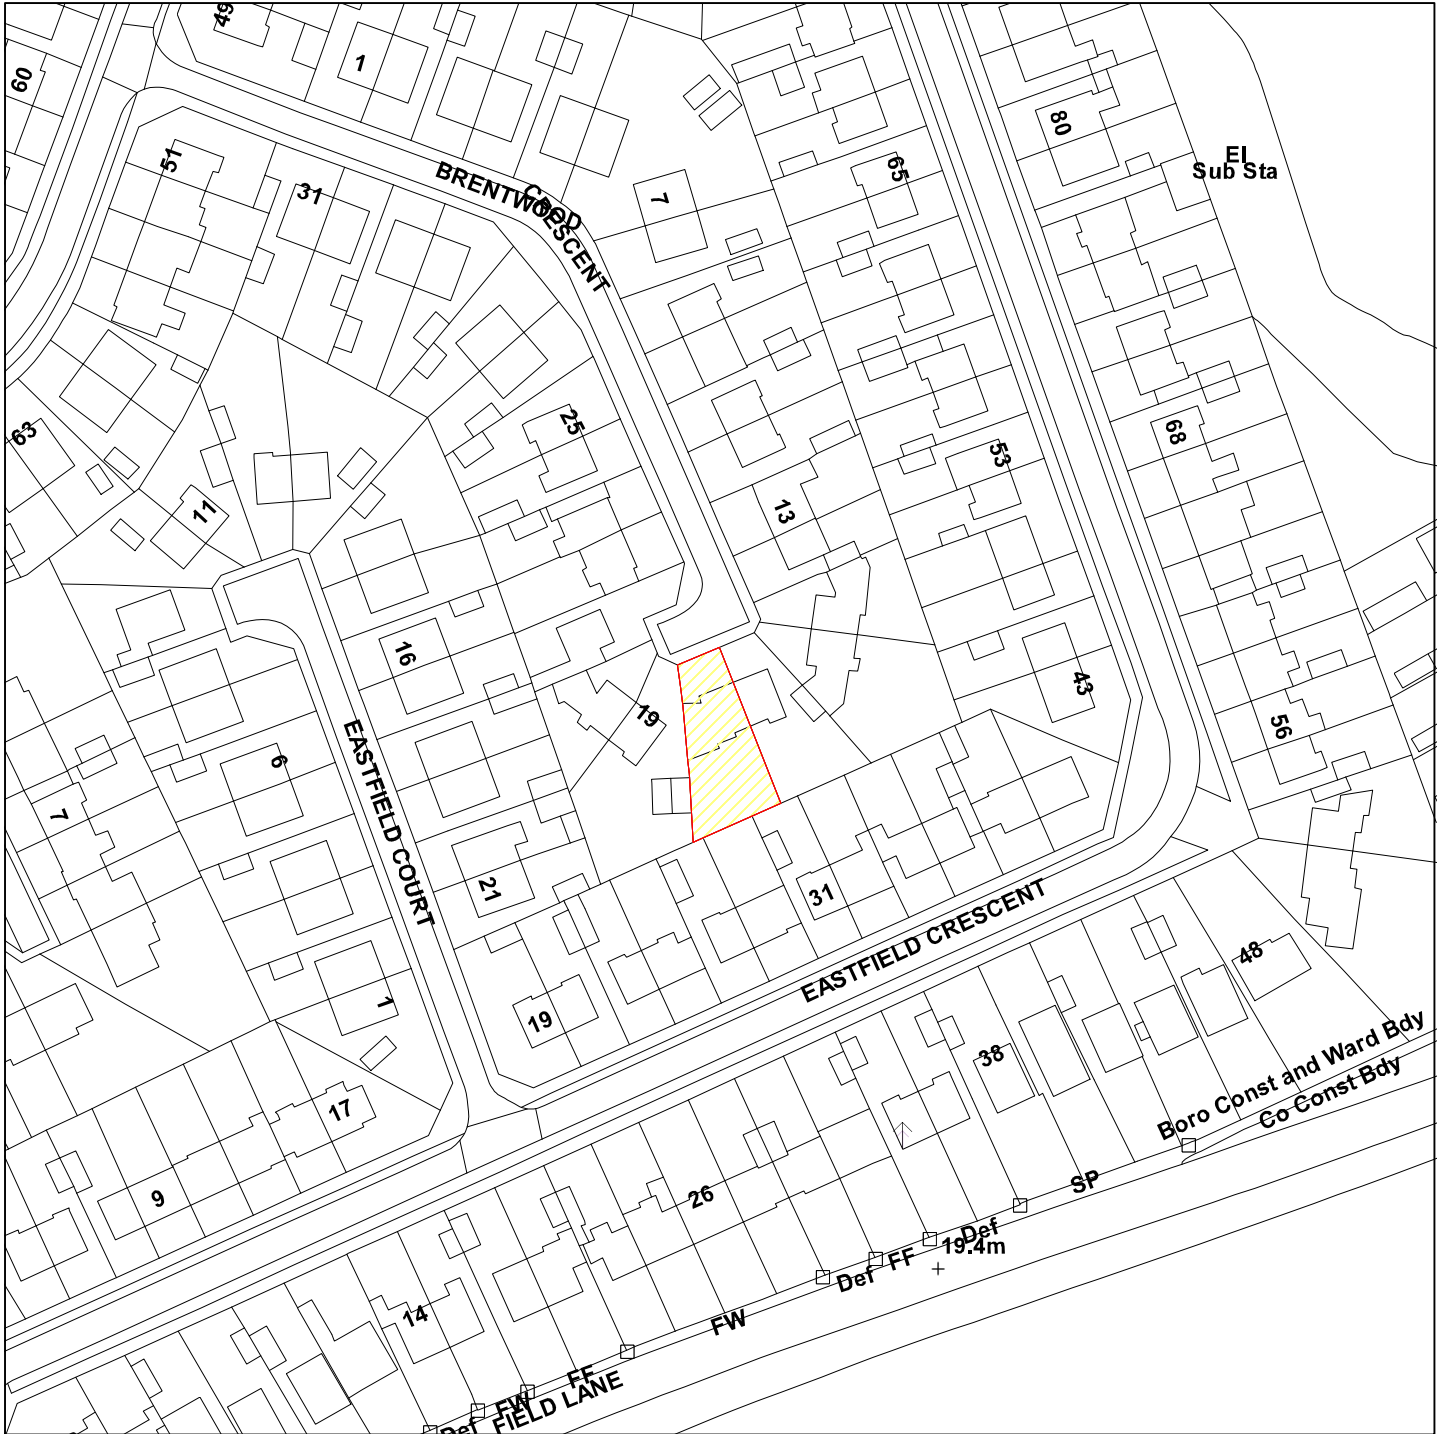 49
1
60
80
El
Sub Sta
51
31
BRENTWOOD
CRESCENT
7
65
63
11
25
53
68
13
16
19
43
56
6
7
EASTFIELD COURT
21
31
1
19
EASTFIELD CRESCENT
48
38
17
9
26
14
Boro Const and Ward Bdy
Co Const Bdy
SP
Def
19.4m
FF
Def
FW
FF
FW
Def
FIELD LANE